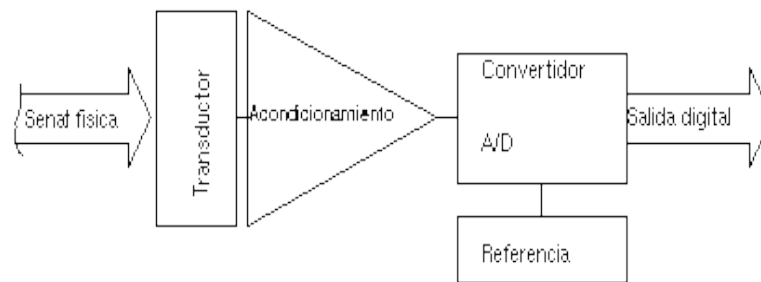 Senal fisica
Transductor
Acondicionamiento
Convertidor
A/D
Salida digital
Referencia